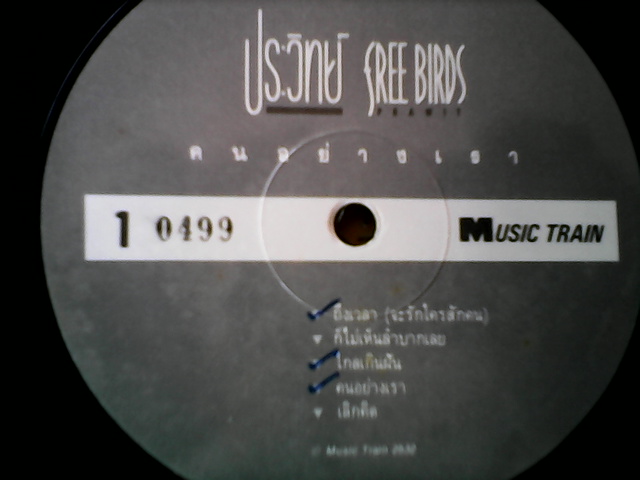 ประวิทย์ FREE BIRDS
PRAWIT
คนอย่างเรา
1 0499 MUSIC TRAIN
ถึงเวลา (จะรักใครสักคน)
ก็ไม่เห็นลำบากเลย
ไกลเกินฝัน
คนอย่างเรา
เลิกคิด
Music Train 2532